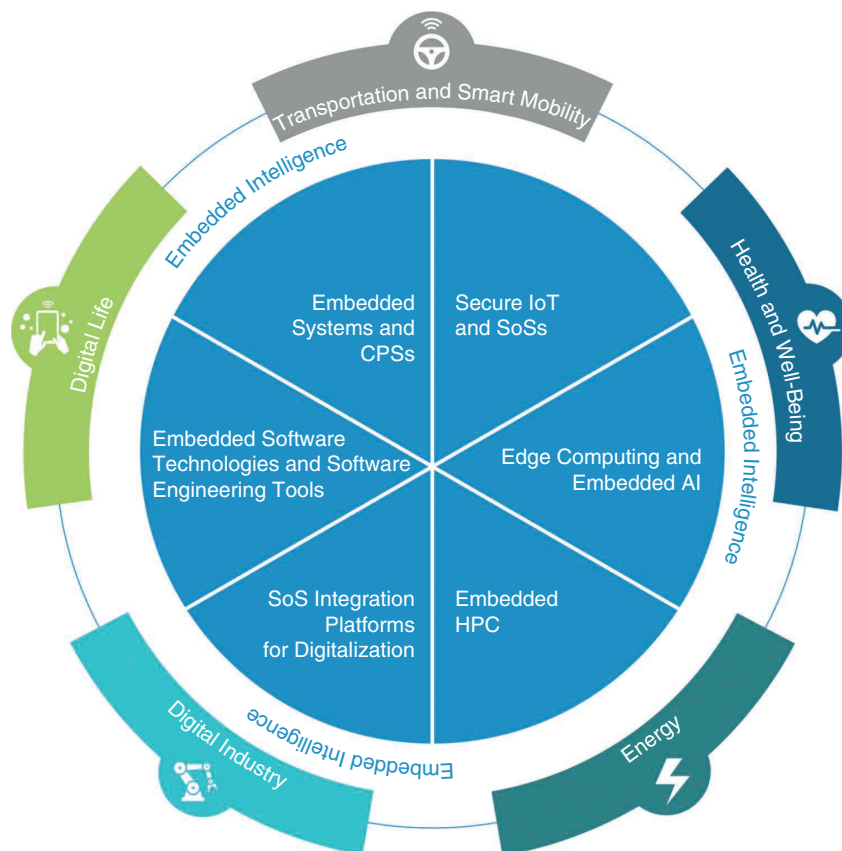 Transportation and Smart Mobility
Embedded Intelligence
Digital Life
Health and Well-Being
Embedded
Systems and
CPSs
Secure IoT
and SoSs
Embedded Intelligence
Embedded Software
Technologies and Software
Engineering Tools
Edge Computing and
Embedded AI
SoS Integration
Platforms
for Digitalization
Embedded
HPC
Embedded Intelligence
Digital Industry
Energy